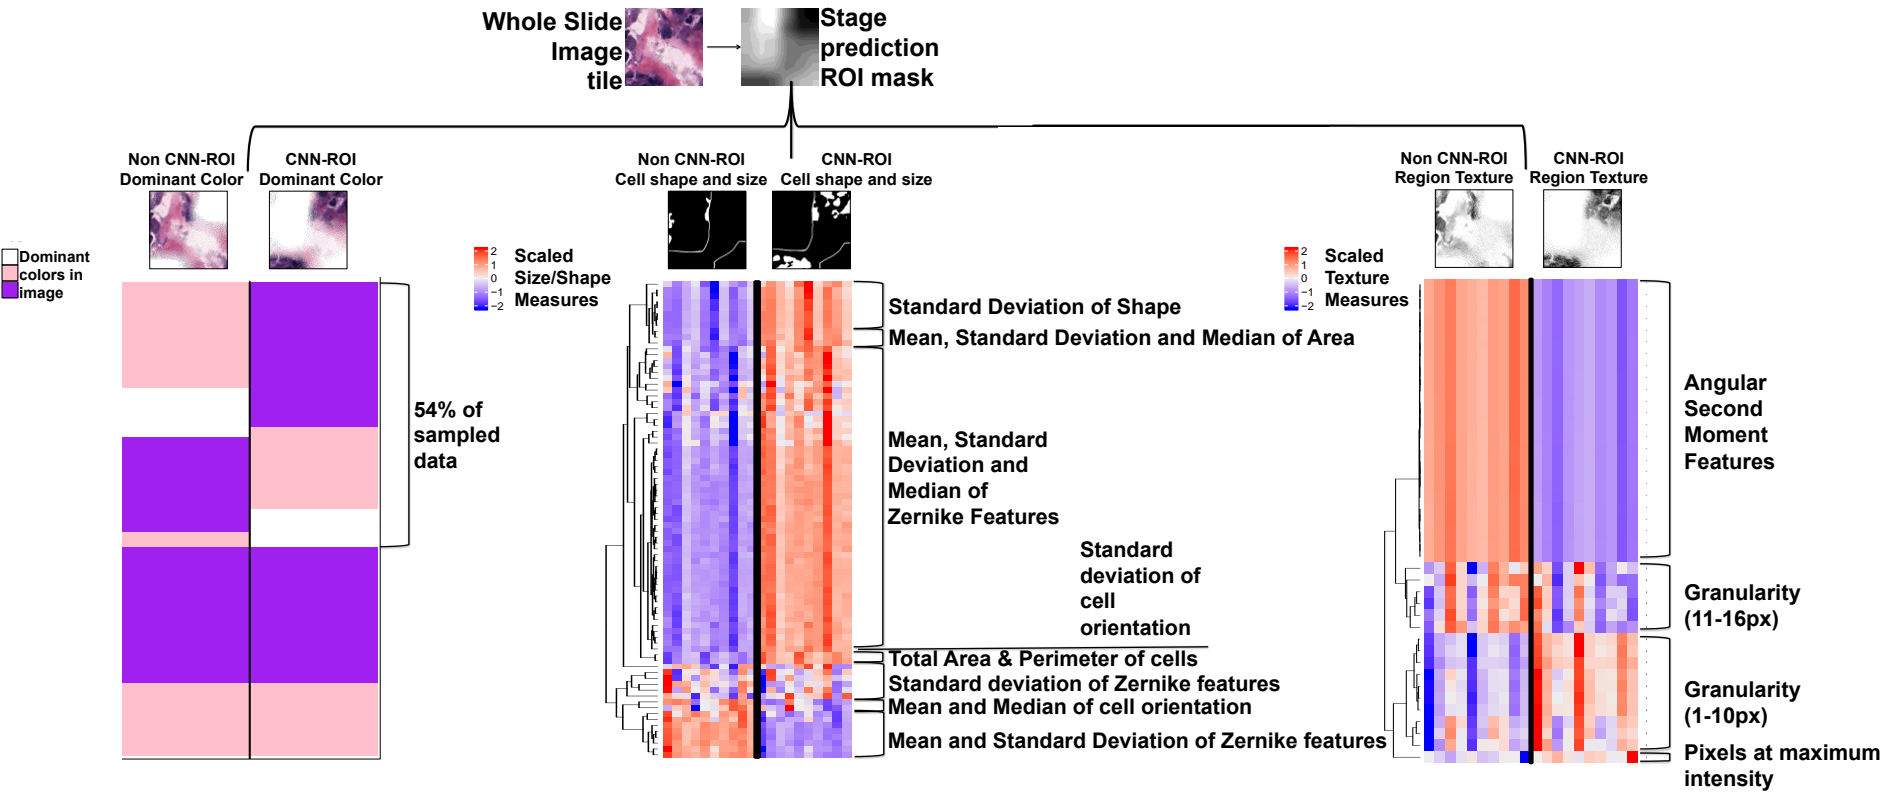 Whole Slide
Image
tile
Stage
prediction
ROI mask
Non CNN-ROI
Dominant Color
CNN-ROI
Dominant Color
Dominant
colors in
image
54% of
sampled
data
Non CNN-ROI
Cell shape and size
CNN-ROI
Cell shape and size
2
1
0
−1
−2
Scaled
Size/Shape
Measures
Standard Deviation of Shape
Mean, Standard Deviation and Median of Area
Mean, Standard
Deviation and
Median of
Zernike Features
Standard
deviation of
cell
orientation
Total Area & Perimeter of cells
Standard deviation of Zernike features
Mean and Median of cell orientation
Mean and Standard Deviation of Zernike features
Non CNN-ROI
Region Texture
CNN-ROI
Region Texture
2
1
0
−1
−2
Scaled
Texture
Measures
Angular
Second
Moment
Features
Granularity
(11-16px)
Granularity
(1-10px)
Pixels at maximum
intensity